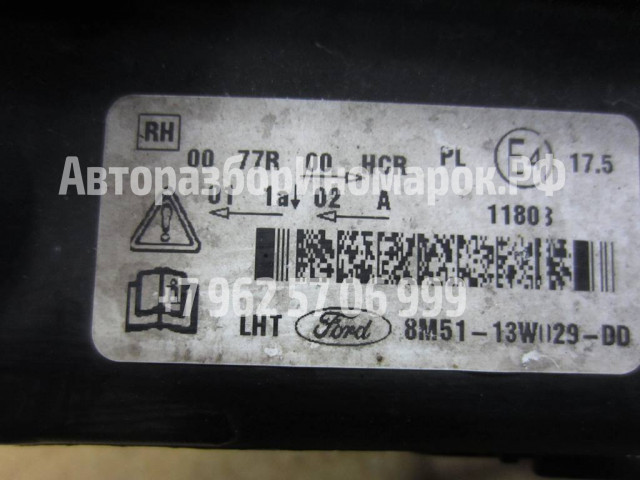 RH
00 77R 00 HCR PL E4 17.5
Авторазбор Иномарок.РФ
01 1a 02 A
11803
+7 962 57 06 999
LHT Ford 8M51-13W029-DD